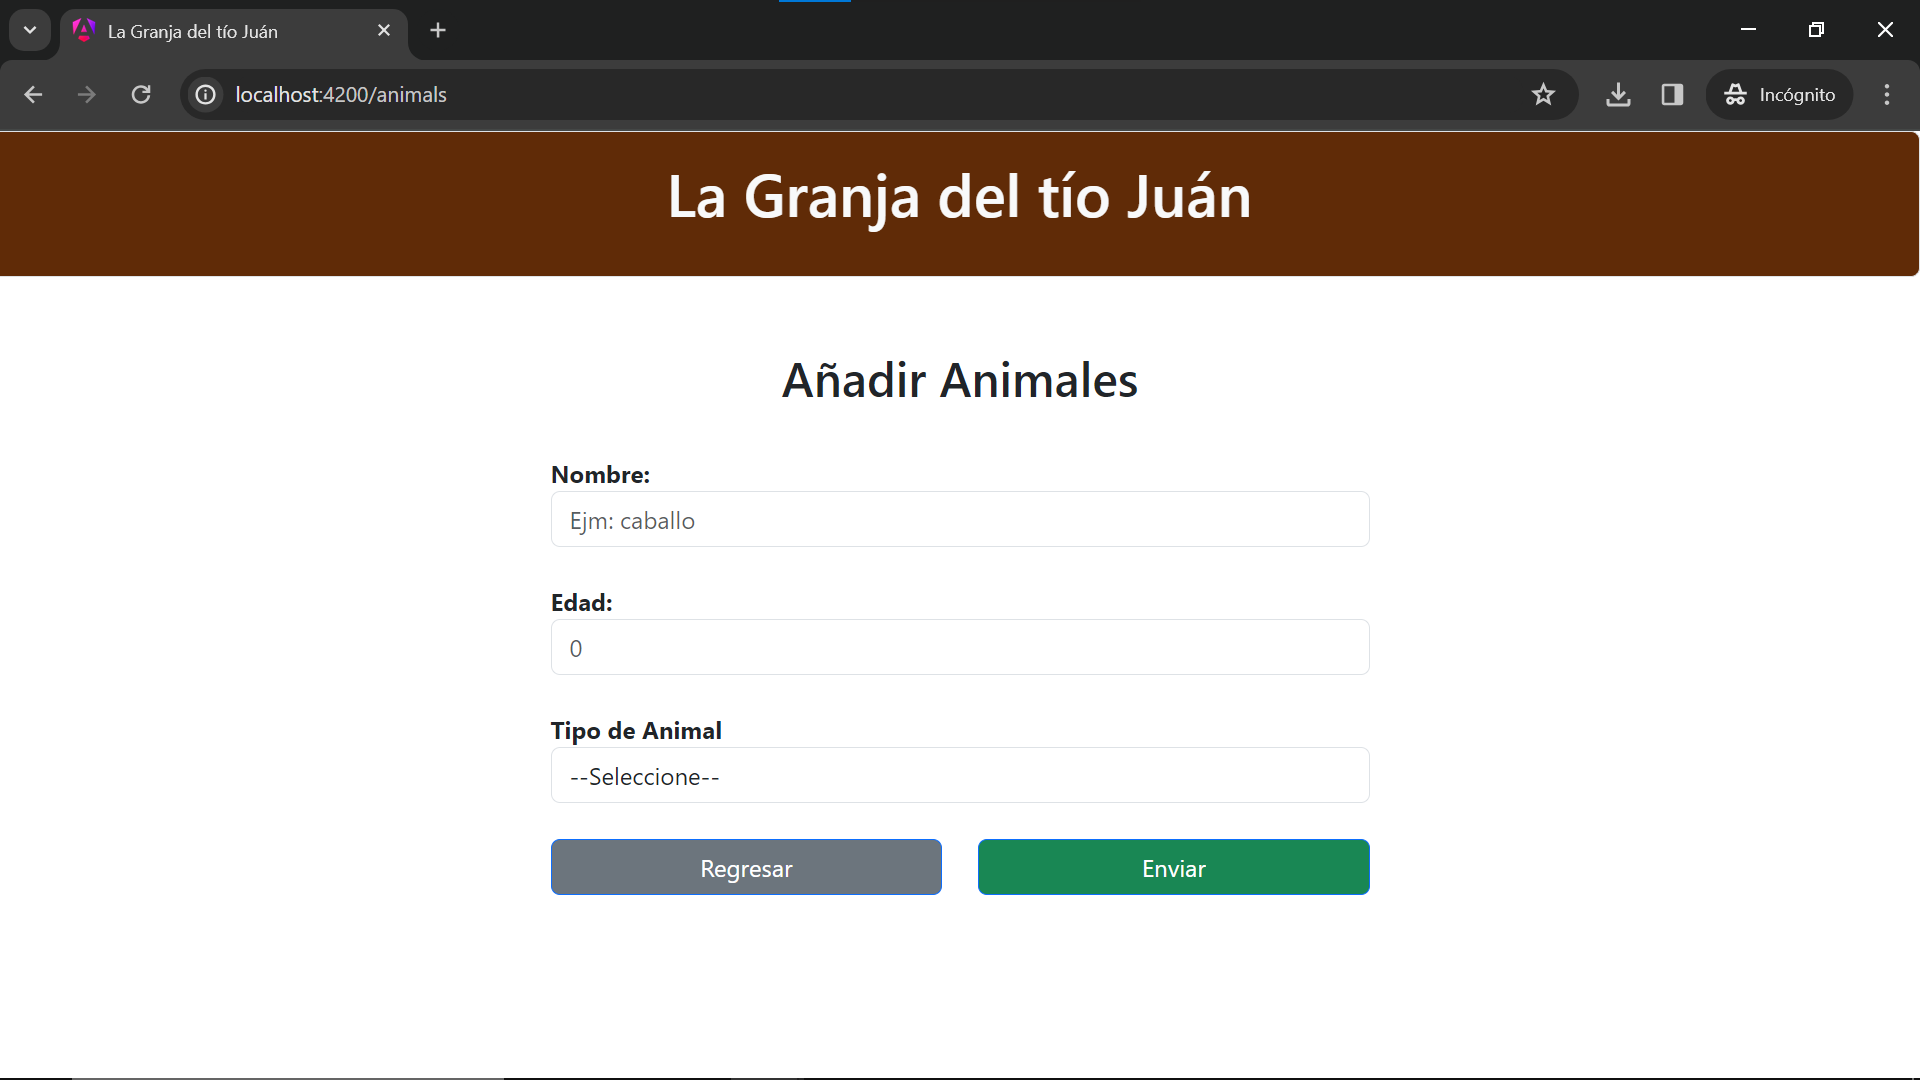 La Granja del tío Juán
localhost:4200/animals
Incógnito
La Granja del tío Juán
Añadir Animales
Nombre:
Ejm: caballo
Edad:
0
Tipo de Animal
--Seleccione--
Regresar
Enviar